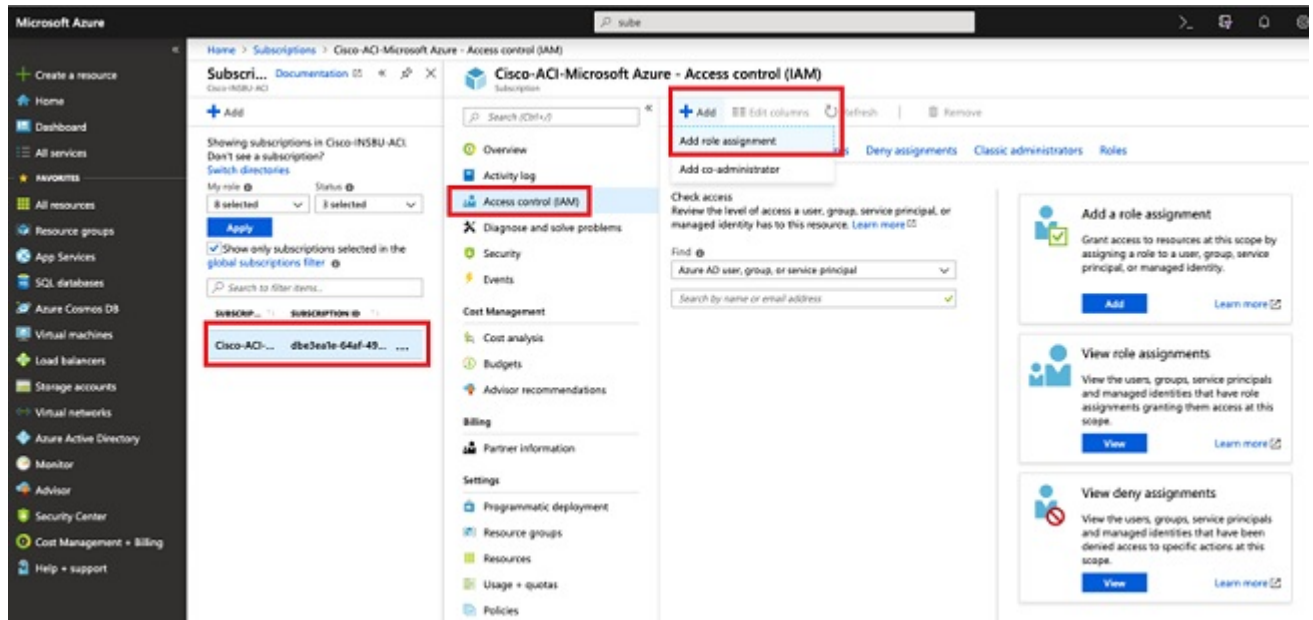 Microsoft Azure
sube
Home > Subscriptions > Cisco-ACI-Microsoft Azure - Access control (IAM)
Create a resource
Home
Dashboard
All services
FAVORITES
All resources
Resource groups
App Services
SQL databases
Azure Cosmos DB
Virtual machines
Load balancers
Storage accounts
Virtual networks
Azure Active Directory
Monitor
Advisor
Security Center
Cost Management + Billing
Help + support
Subscri... Documentation
Cisco-INSBU-ACI
Add
Showing subscriptions in Cisco-INSBU-ACI.
Don't see a subscription?
Switch directories
My role Status
8 selected 3 selected
Apply
Show only subscriptions selected in the
global subscriptions filter
Search to filter items...
SUBSCRIP... SUBSCRIPTION ID
Cisco-ACI-... dbe3ea1e-64af-49... ...
Cisco-ACI-Microsoft Azure - Access control (IAM)
Subscription
Search (Ctrl+/)
Overview
Activity log
Access control (IAM)
Diagnose and solve problems
Security
Events
Cost Management
Cost analysis
Budgets
Advisor recommendations
Billing
Partner information
Settings
Programmatic deployment
Resource groups
Resources
Usage + quotas
Policies
Add Edit columns Refresh Remove
Add role assignment
Add co-administrator
Deny assignments Classic administrators Roles
Check access
Review the level of access a user, group, service principal, or
managed identity has to this resource. Learn more
Find
Azure AD user, group, or service principal
Search by name or email address
Add a role assignment
Grant access to resources at this scope by
assigning a role to a user, group, service
principal, or managed identity.
Add Learn more
View role assignments
View the users, groups, service principals
and managed identities that have role
assignments granting them access at this
scope.
View Learn more
View deny assignments
View the users, groups, service principals
and managed identities that have been
denied access to specific actions at this
scope.
View Learn more